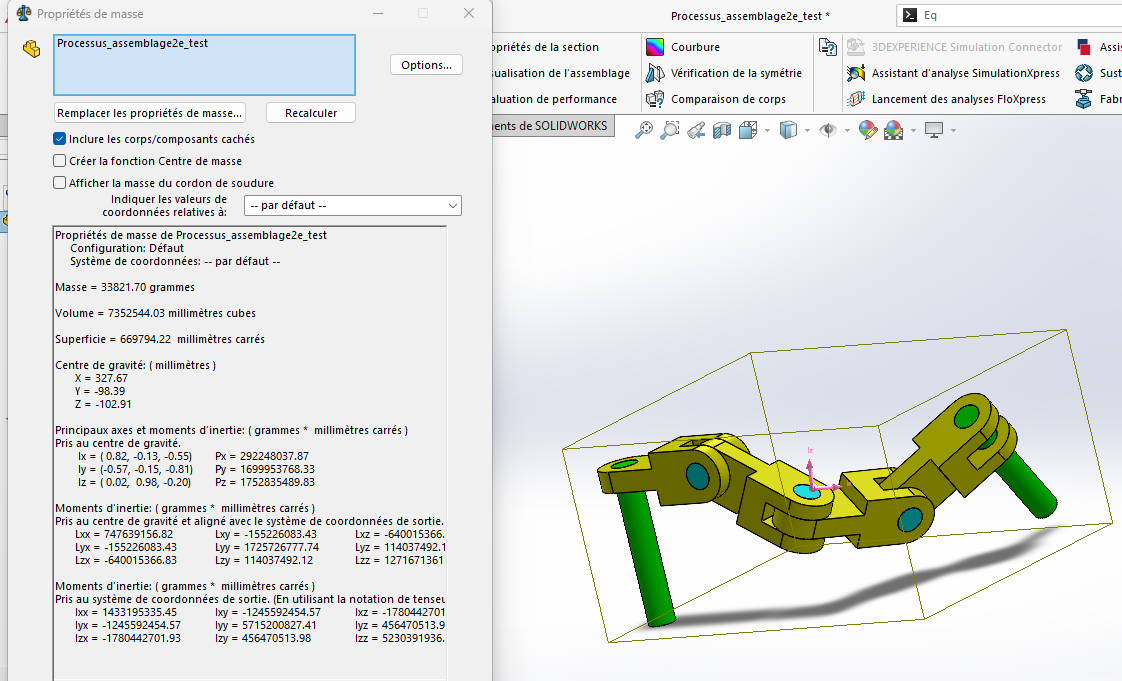 Propriétés de masse
Processus_assemblage2e_test
Options...
Remplacer les propriétés de masse...
Recalculer
Inclure les corps/composants cachés
Créer la fonction Centre de masse
Afficher la masse du cordon de soudure
Indiquer les valeurs de
coordonnées relatives à:
-- par défaut --
Propriétés de masse de Processus_assemblage2e_test
Configuration: Défaut
Système de coordonnées: -- par défaut --
Masse = 33821.70 grammes
Volume = 7352544.03 millimètres cubes
Superficie = 669794.22 millimètres carrés
Centre de gravité: ( millimètres )
X = 327.67
Y = -98.39
Z = -102.91
Principaux axes et moments d'inertie: ( grammes * millimètres carrés )
Pris au centre de gravité.
Ix = ( 0.82, -0.13, -0.55) Px = 292248037.87
Iy = (-0.57, -0.15, -0.81) Py = 1699953768.33
Iz = ( 0.02, 0.98, -0.20) Pz = 1752835489.83
Moments d'inertie: ( grammes * millimètres carrés )
Pris au centre de gravité et aligné avec le système de coordonnées de sortie.
Lxx = 747639156.82 Lxy = -155226083.43 Lxz = -640015366.
Lyx = -155226083.43 Lyy = 1725726777.74 Lyz = 114037492.1
Lzx = -640015366.83 Lzy = 114037492.12 Lzz = 1271671361
Moments d'inertie: ( grammes * millimètres carrés )
Pris au système de coordonnées de sortie. (En utilisant la notation de tenseu
Ixx = 1433195335.45 Ixy = -1245592454.57 Ixz = -1780442701
Iyx = -1245592454.57 Iyy = 5715200827.41 Iyz = 456470513.9
Izx = -1780442701.93 Izy = 456470513.98 Izz = 5230391936.
Processus_assemblage2e_test *
Eq
opriétés de la section
sualisation de l'assemblage
aluation de performance
Courbure
Vérification de la symétrie
Comparaison de corps
3DEXPERIENCE Simulation Connector
Assistant d'analyse SimulationXpress
Lancement des analyses FloXpress
Assis
Sust
Fabr
ments de SOLIDWORKS
Iz